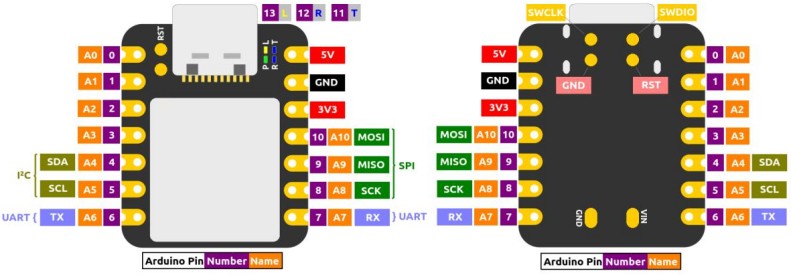 13 L 12 R 11 T
RST
L T
P R
A0 0 5V
A1 1 GND
A2 2 3V3
A3 3 10 A10 MOSI
I²C SDA A4 4 9 A9 MISO SPI
SCL A5 5 8 A8 SCK
UART { TX A6 6 7 A7 RX } UART
Arduino Pin Number Name
SWCLK SWDIO
GND RST
5V 0 A0
GND 1 A1
3V3 2 A2
MOSI A10 10 3 A3
MISO A9 9 4 A4 SDA
SCK A8 8 5 A5 SCL
RX A7 7 GND VIN 6 A6 TX
Arduino Pin Number Name